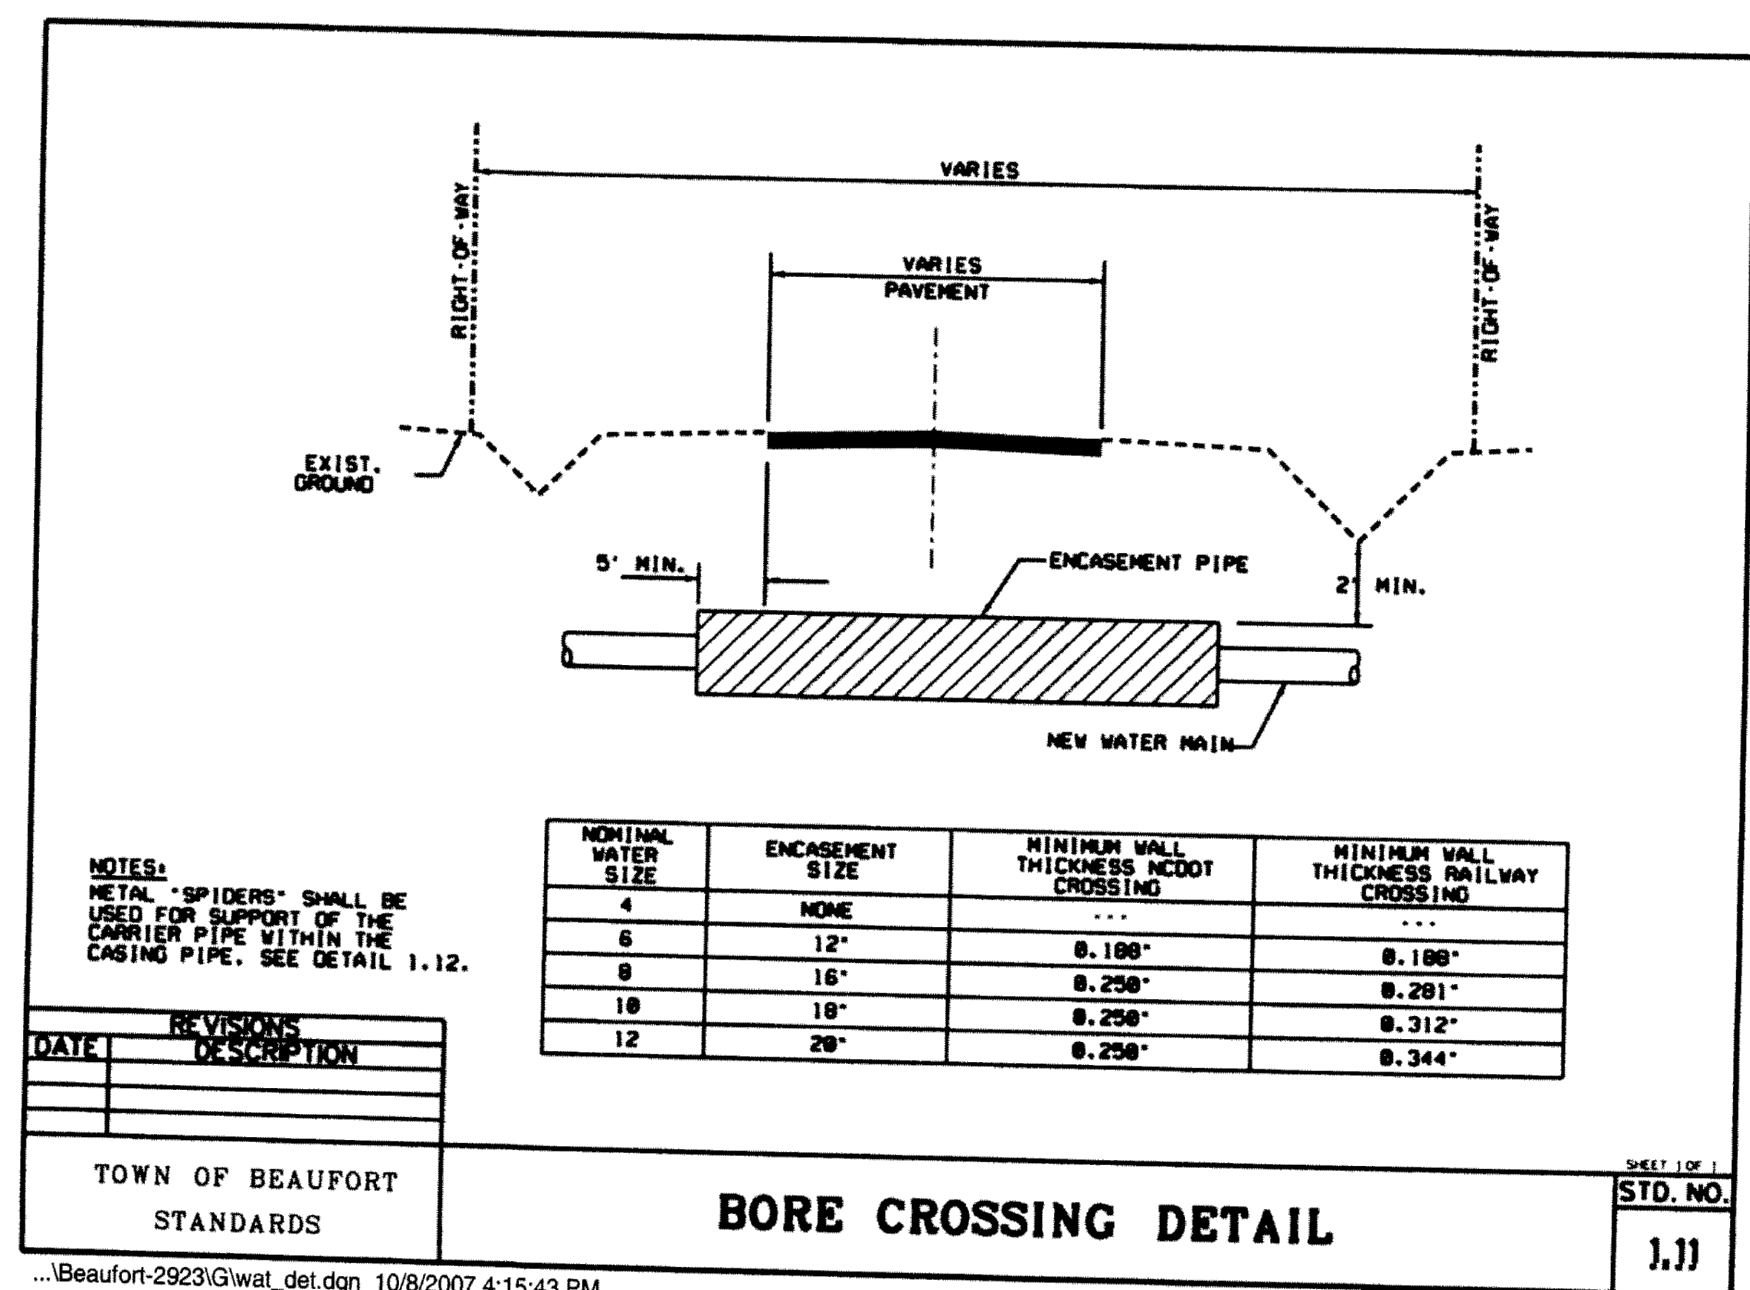 VARIES
RIGHT-OF-WAY
RIGHT-OF-WAY
VARIES
PAVEMENT
EXIST.
GROUND
5' MIN.
ENCASEMENT PIPE
2' MIN.
NEW WATER MAIN
NOTES:
METAL "SPIDERS" SHALL BE
USED FOR SUPPORT OF THE
CARRIER PIPE WITHIN THE
CASING PIPE. SEE DETAIL 1.12.
NOMINAL WATER SIZE ENCASEMENT SIZE MINIMUM WALL THICKNESS NCDOT CROSSING MINIMUM WALL THICKNESS RAILWAY CROSSING
4 NONE --- ---
6 12" 0.188" 0.188"
8 16" 0.250" 0.281"
10 18" 0.250" 0.312"
12 20" 0.250" 0.344"
REVISIONS
DATE DESCRIPTION
TOWN OF BEAUFORT
STANDARDS
BORE CROSSING DETAIL
SHEET 1 OF 1
STD. NO.
1.11
...\Beaufort-2923\G\wat_det.dgn 10/8/2007 4:15:43 PM